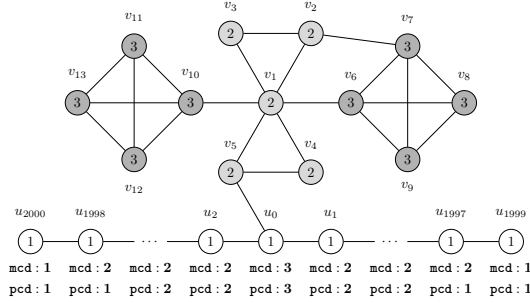 v11
v3 v2
v7
3 2 2 3
v13 v10 v1 v6 v8
3 3 2 3 3
v5 v4
3 2 2 3
v12 v9
u2000 u1998 u2 u0 u1 u1997 u1999
1 1 ... 1 1 1 ... 1 1
mcd:1 mcd:2 mcd:2 mcd:2 mcd:3 mcd:2 mcd:2 mcd:2 mcd:1
pcd:1 pcd:1 pcd:2 pcd:2 pcd:3 pcd:2 pcd:2 pcd:1 pcd:1